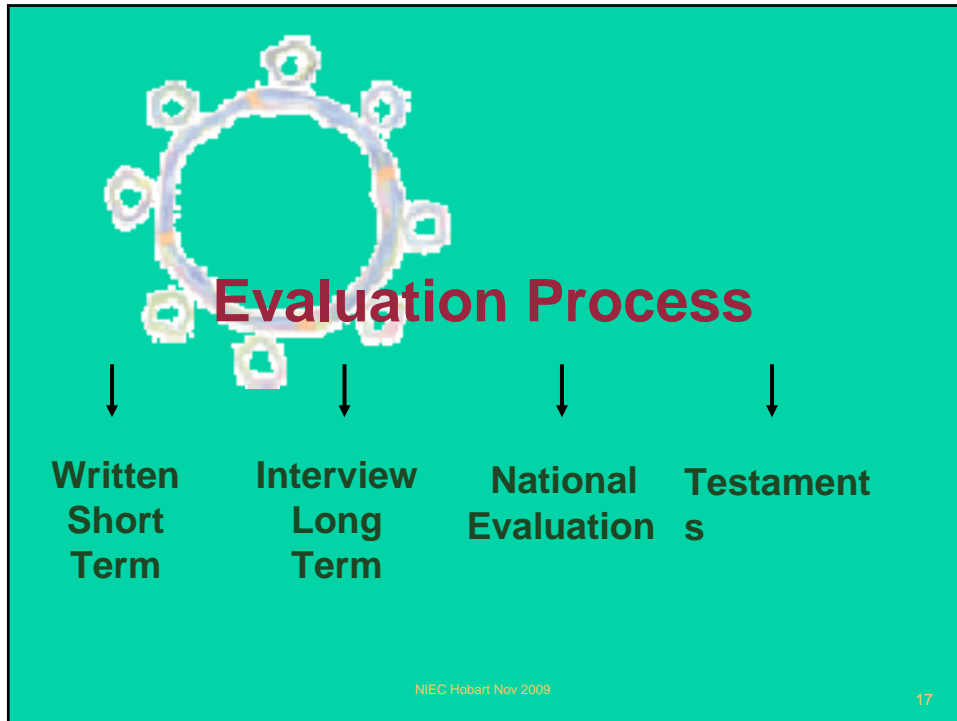 Evaluation Process
Written
Short
Term
Interview
Long
Term
National
Evaluation
Testament
s
NIEC Hobart Nov 2009
17